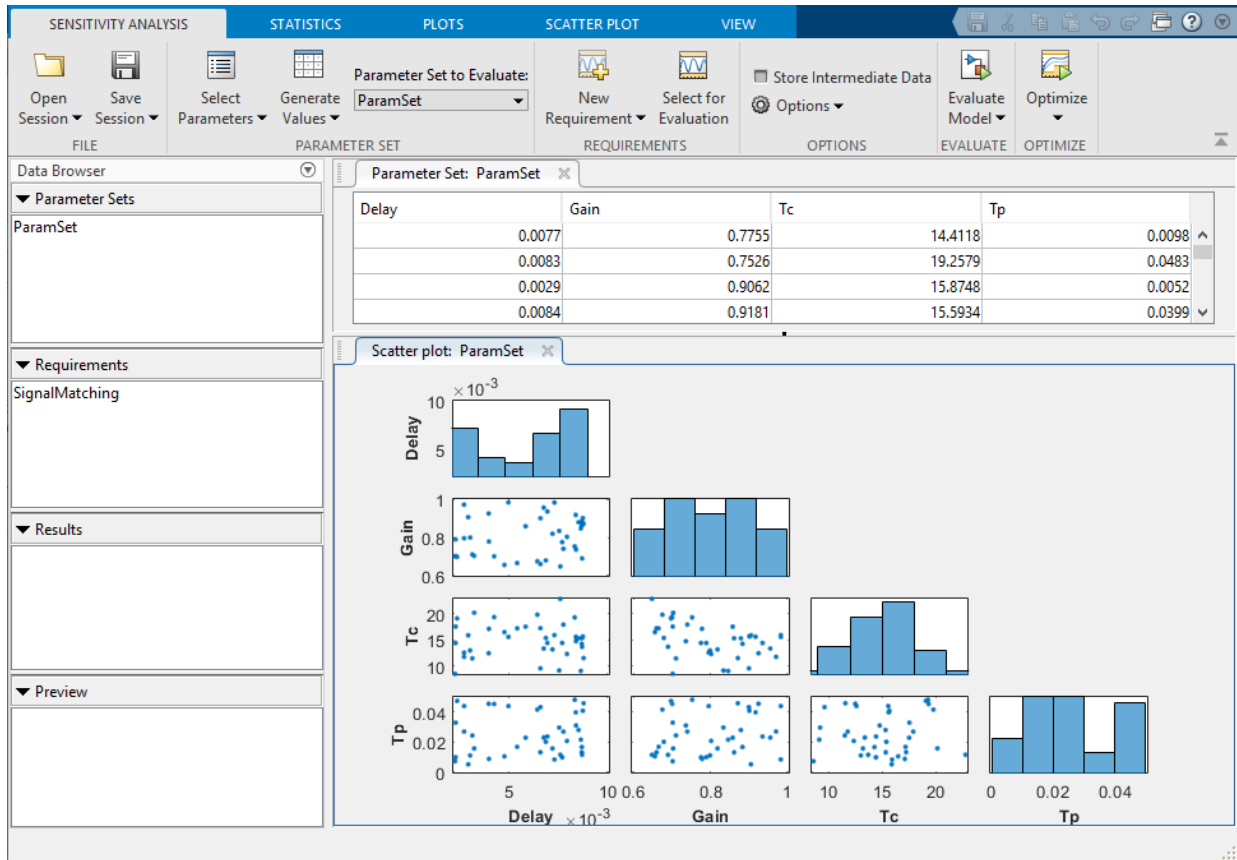 SENSITIVITY ANALYSIS STATISTICS PLOTS SCATTER PLOT VIEW
Open Session Save Session Select Parameters Generate Values Parameter Set to Evaluate: ParamSet New Requirement Select for Evaluation Store Intermediate Data Options Evaluate Model Optimize
FILE PARAMETER SET REQUIREMENTS OPTIONS EVALUATE OPTIMIZE
Data Browser
Parameter Sets
ParamSet
Requirements
SignalMatching
Results
Preview
Parameter Set: ParamSet
Delay Gain Tc Tp
0.0077 0.7755 14.4118 0.0098
0.0083 0.7526 19.2579 0.0483
0.0029 0.9062 15.8748 0.0052
0.0084 0.9181 15.5934 0.0399
Scatter plot: ParamSet
×10-3
10
Delay
5
1
Gain
0.8
0.6
20
Tc
15
10
0.04
Tp
0.02
0
5 10 0.6 0.8 1 10 15 20 0 0.02 0.04
Delay ×10-3 Gain Tc Tp